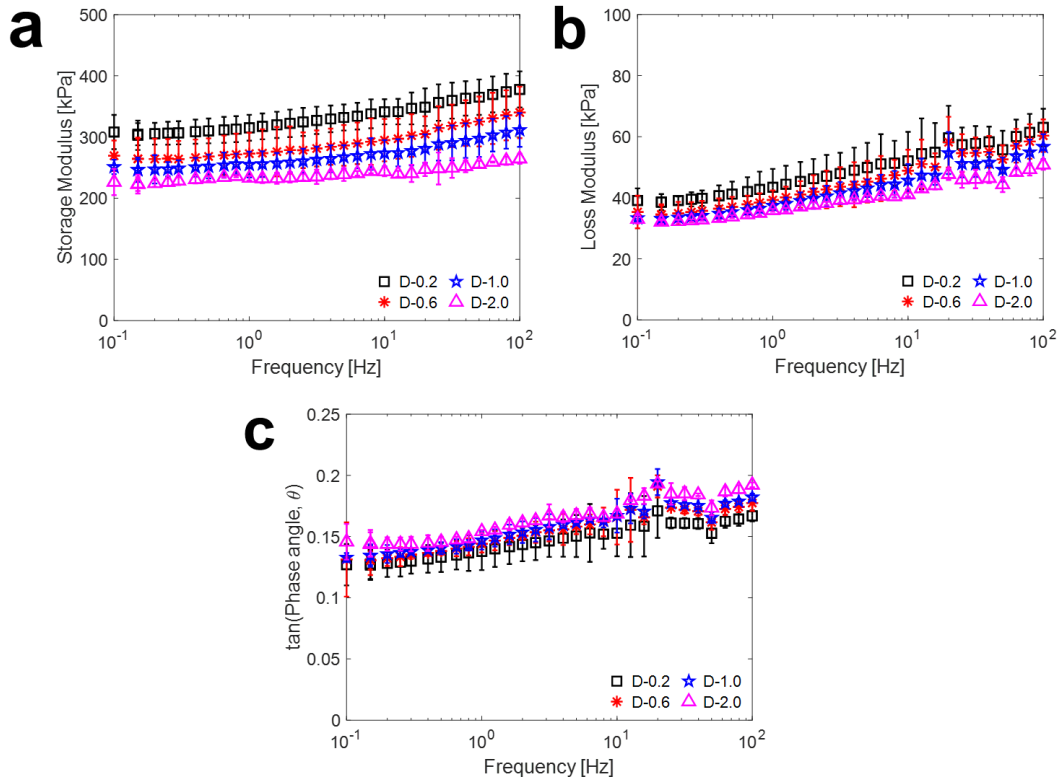 a
500
400
300
200
100
0
Storage Modulus [kPa]
D-0.2 D-1.0
D-0.6 D-2.0
10⁻¹ 10⁰ 10¹ 10²
Frequency [Hz]
b
100
80
60
40
20
0
Loss Modulus [kPa]
D-0.2 D-1.0
D-0.6 D-2.0
10⁻¹ 10⁰ 10¹ 10²
Frequency [Hz]
c
0.25
0.2
0.15
0.1
0.05
0
tan(Phase angle, θ)
D-0.2 D-1.0
D-0.6 D-2.0
10⁻¹ 10⁰ 10¹ 10²
Frequency [Hz]